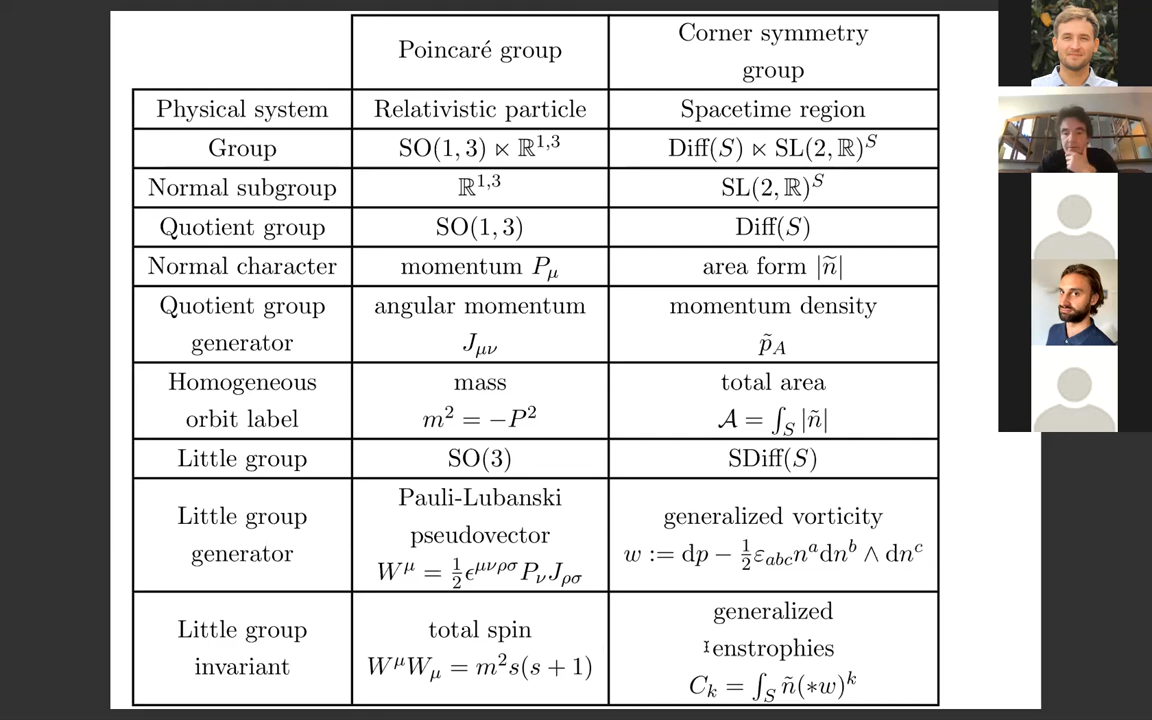 Poincaré group
Corner symmetry
group
Physical system Relativistic particle Spacetime region
Group SO(1, 3) ⋉ ℝ^{1,3} Diff(S) ⋉ SL(2, ℝ)^S
Normal subgroup ℝ^{1,3} SL(2, ℝ)^S
Quotient group SO(1, 3) Diff(S)
Normal character momentum P_μ area form |ñ|
Quotient group
generator
angular momentum
J_{μν}
momentum density
p̃_A
Homogeneous
orbit label
mass
m² = −P²
total area
𝒜 = ∫_S |ñ|
Little group SO(3) SDiff(S)
Little group
generator
Pauli-Lubanski
pseudovector
W^μ = ½ϵ^{μνρσ}P_νJ_{ρσ}
generalized vorticity
w := dp − ½ε_{abc}n^a dn^b ∧ dn^c
Little group
invariant
total spin
W^μW_μ = m²s(s + 1)
generalized
enstrophies
C_k = ∫_S ñ(∗w)^k